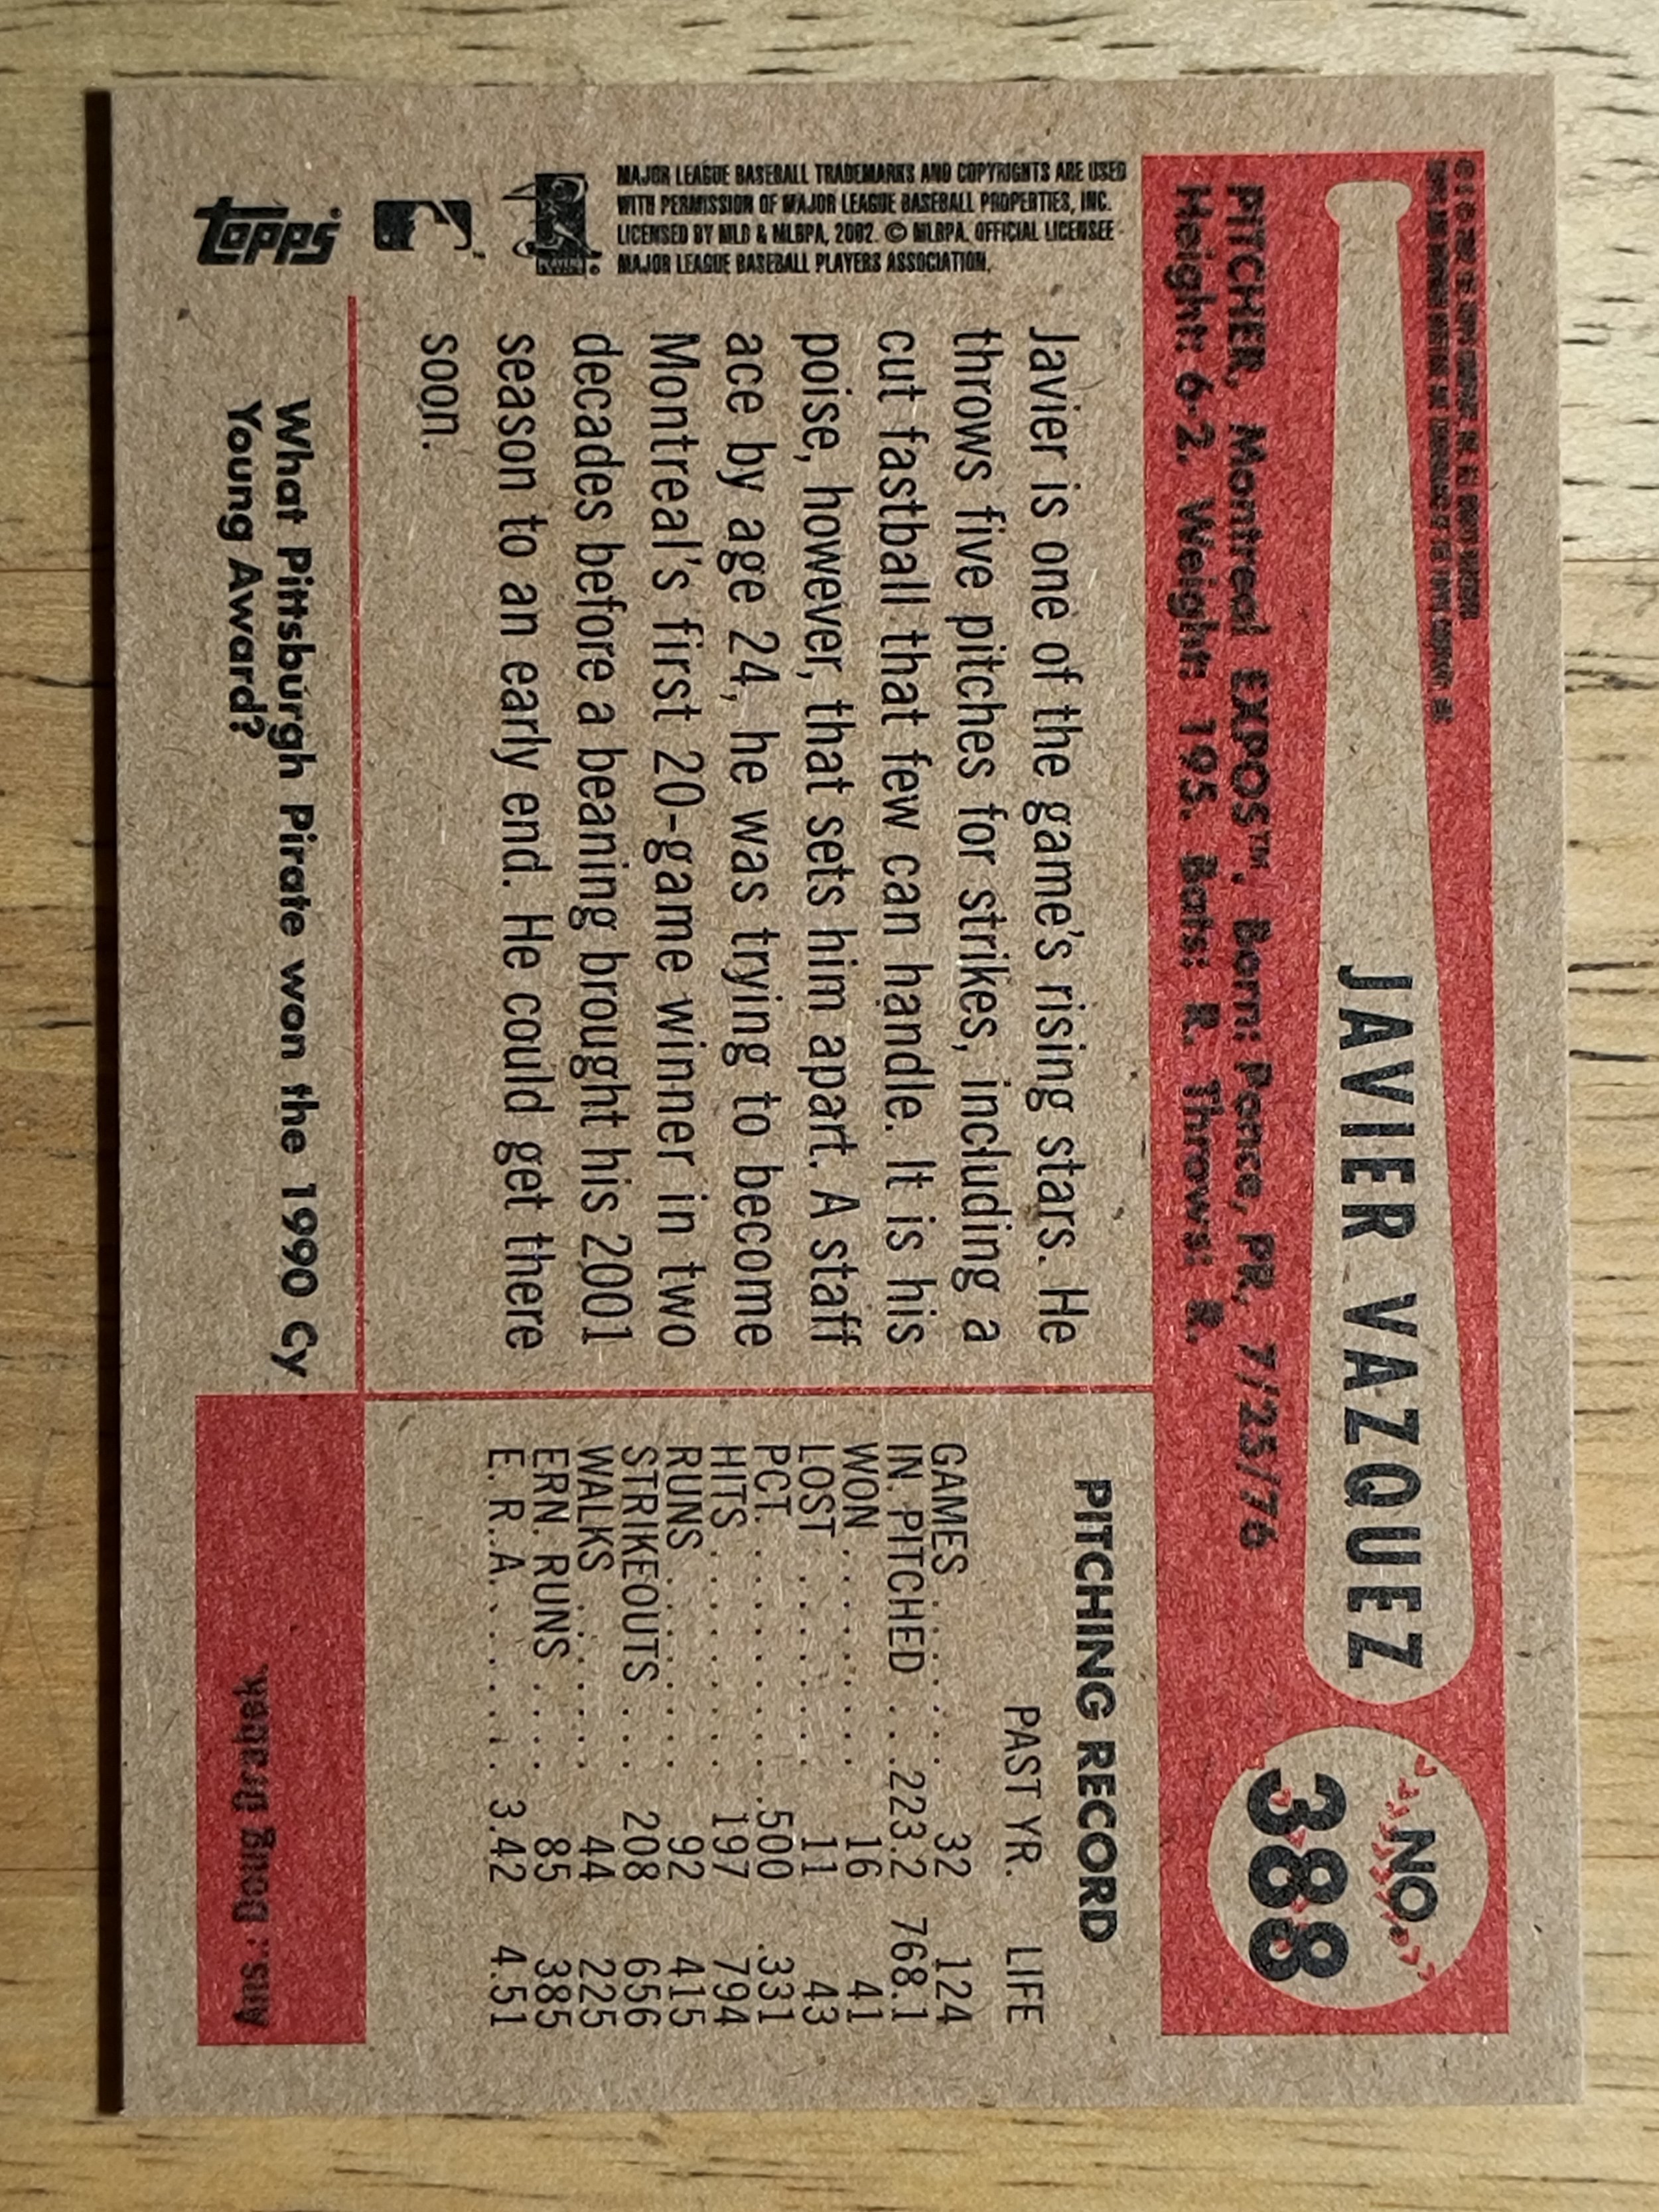 JAVIER VAZQUEZ
NO.
388
PITCHER, Montreal EXPOS™. Born: Ponce, PR, 7/25/76
Height: 6-2. Weight: 195. Bats: R. Throws: R.
MAJOR LEAGUE BASEBALL TRADEMARKS AND COPYRIGHTS ARE USED
WITH PERMISSION OF MAJOR LEAGUE BASEBALL PROPERTIES, INC.
LICENSED BY MLB & MLBPA, 2002. © MLBPA. OFFICIAL LICENSEE -
MAJOR LEAGUE BASEBALL PLAYERS ASSOCIATION.
topps
Javier is one of the game's rising stars. He
throws five pitches for strikes, including a
cut fastball that few can handle. It is his
poise, however, that sets him apart. A staff
ace by age 24, he was trying to become
Montreal's first 20-game winner in two
decades before a beaning brought his 2001
season to an early end. He could get there
soon.
PITCHING RECORD
PAST YR. LIFE
GAMES . . . . . . . 32 124
IN. PITCHED . . . 223.2 768.1
WON . . . . . . . . 16 41
LOST . . . . . . . . 11 43
PCT. . . . . . . . . .500 .331
HITS . . . . . . . . 197 794
RUNS . . . . . . . . 92 415
STRIKEOUTS . . . 208 656
WALKS . . . . . . . 44 225
ERN. RUNS . . . . 85 385
E. R. A. . . . . . . . 3.42 4.51
What Pittsburgh Pirate won the 1990 Cy
Young Award?
Ans.: Doug Drabek.